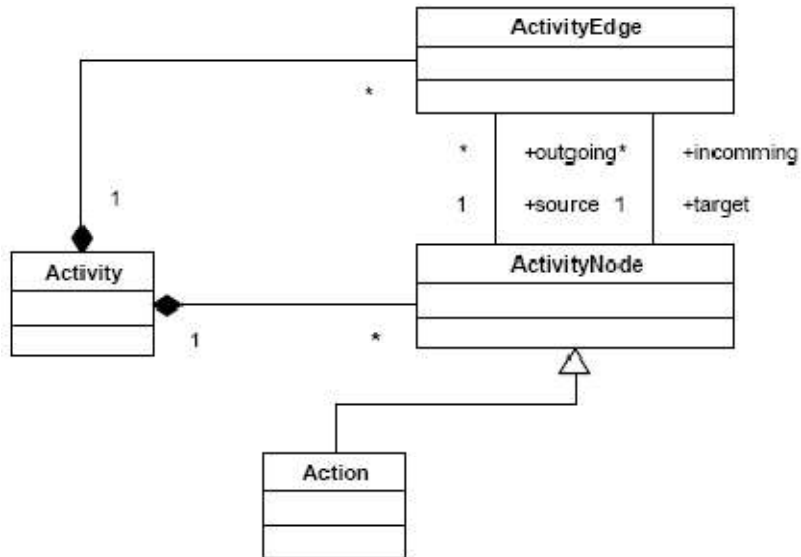 ActivityEdge
*
* +outgoing* +incomming
1
1 +source 1 +target
Activity
ActivityNode
1 *
Action